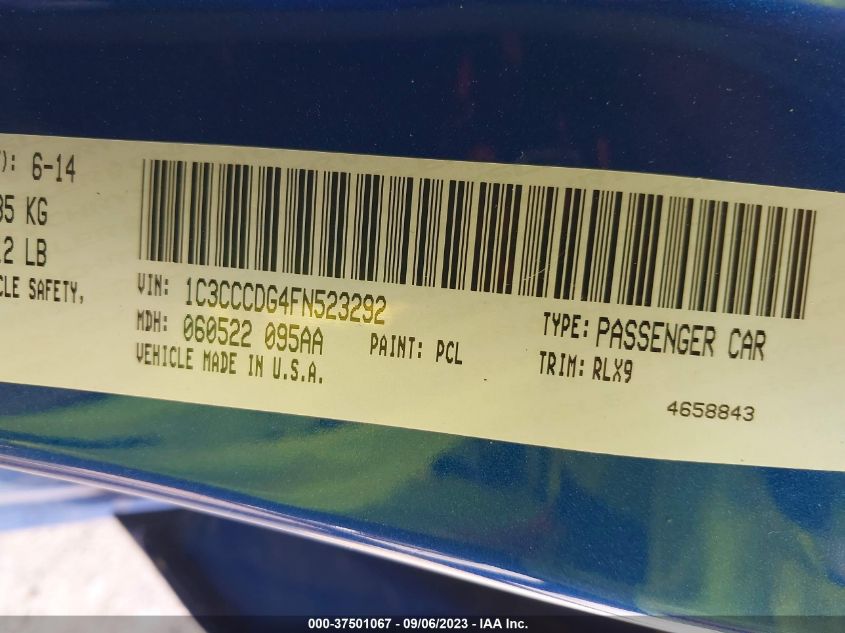 ): 6-14
85 KG
12 LB
CLE SAFETY,
VIN: 1C3CCCDG4FN523292
MDH: 060522 095AA
PAINT: PCL
VEHICLE MADE IN U.S.A.
TYPE: PASSENGER CAR
TRIM: RLX9
4658843
000-37501067 - 09/06/2023 - IAA Inc.